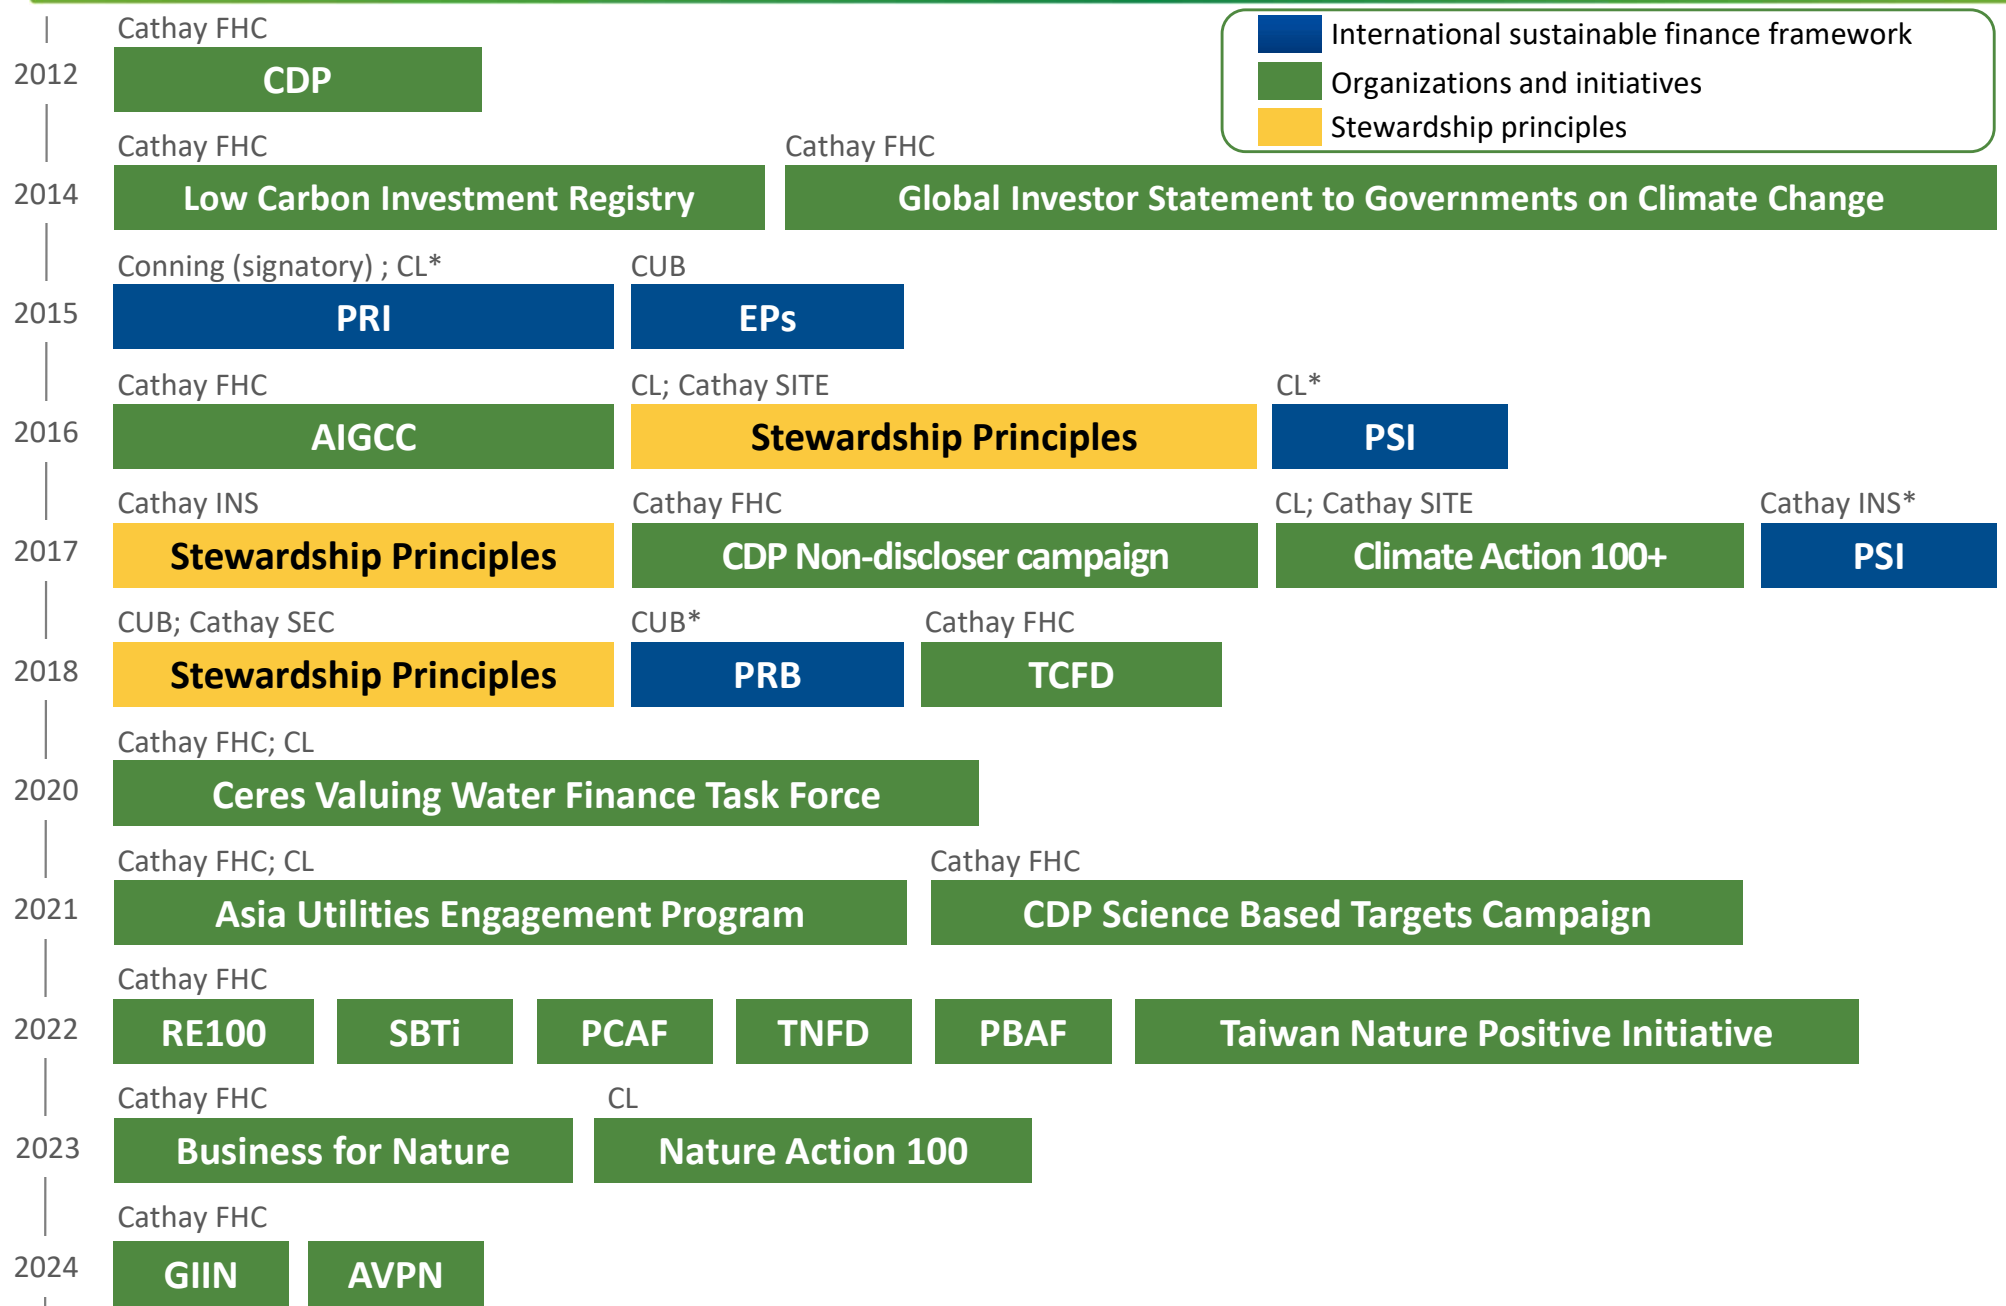 International sustainable finance framework
Organizations and initiatives
Stewardship principles
Cathay FHC
2012
CDP
Cathay FHC
Cathay FHC
2014
Low Carbon Investment Registry
Global Investor Statement to Governments on Climate Change
Conning (signatory) ; CL*
CUB
2015
PRI
EPs
Cathay FHC
CL; Cathay SITE
CL*
2016
AIGCC
Stewardship Principles
PSI
Cathay INS
Cathay FHC
CL; Cathay SITE
Cathay INS*
2017
Stewardship Principles
CDP Non-discloser campaign
Climate Action 100+
PSI
CUB; Cathay SEC
CUB*
Cathay FHC
2018
Stewardship Principles
PRB
TCFD
Cathay FHC; CL
2020
Ceres Valuing Water Finance Task Force
Cathay FHC; CL
Cathay FHC
2021
Asia Utilities Engagement Program
CDP Science Based Targets Campaign
Cathay FHC
2022
RE100
SBTi
PCAF
TNFD
PBAF
Taiwan Nature Positive Initiative
Cathay FHC
CL
2023
Business for Nature
Nature Action 100
Cathay FHC
2024
GIIN
AVPN